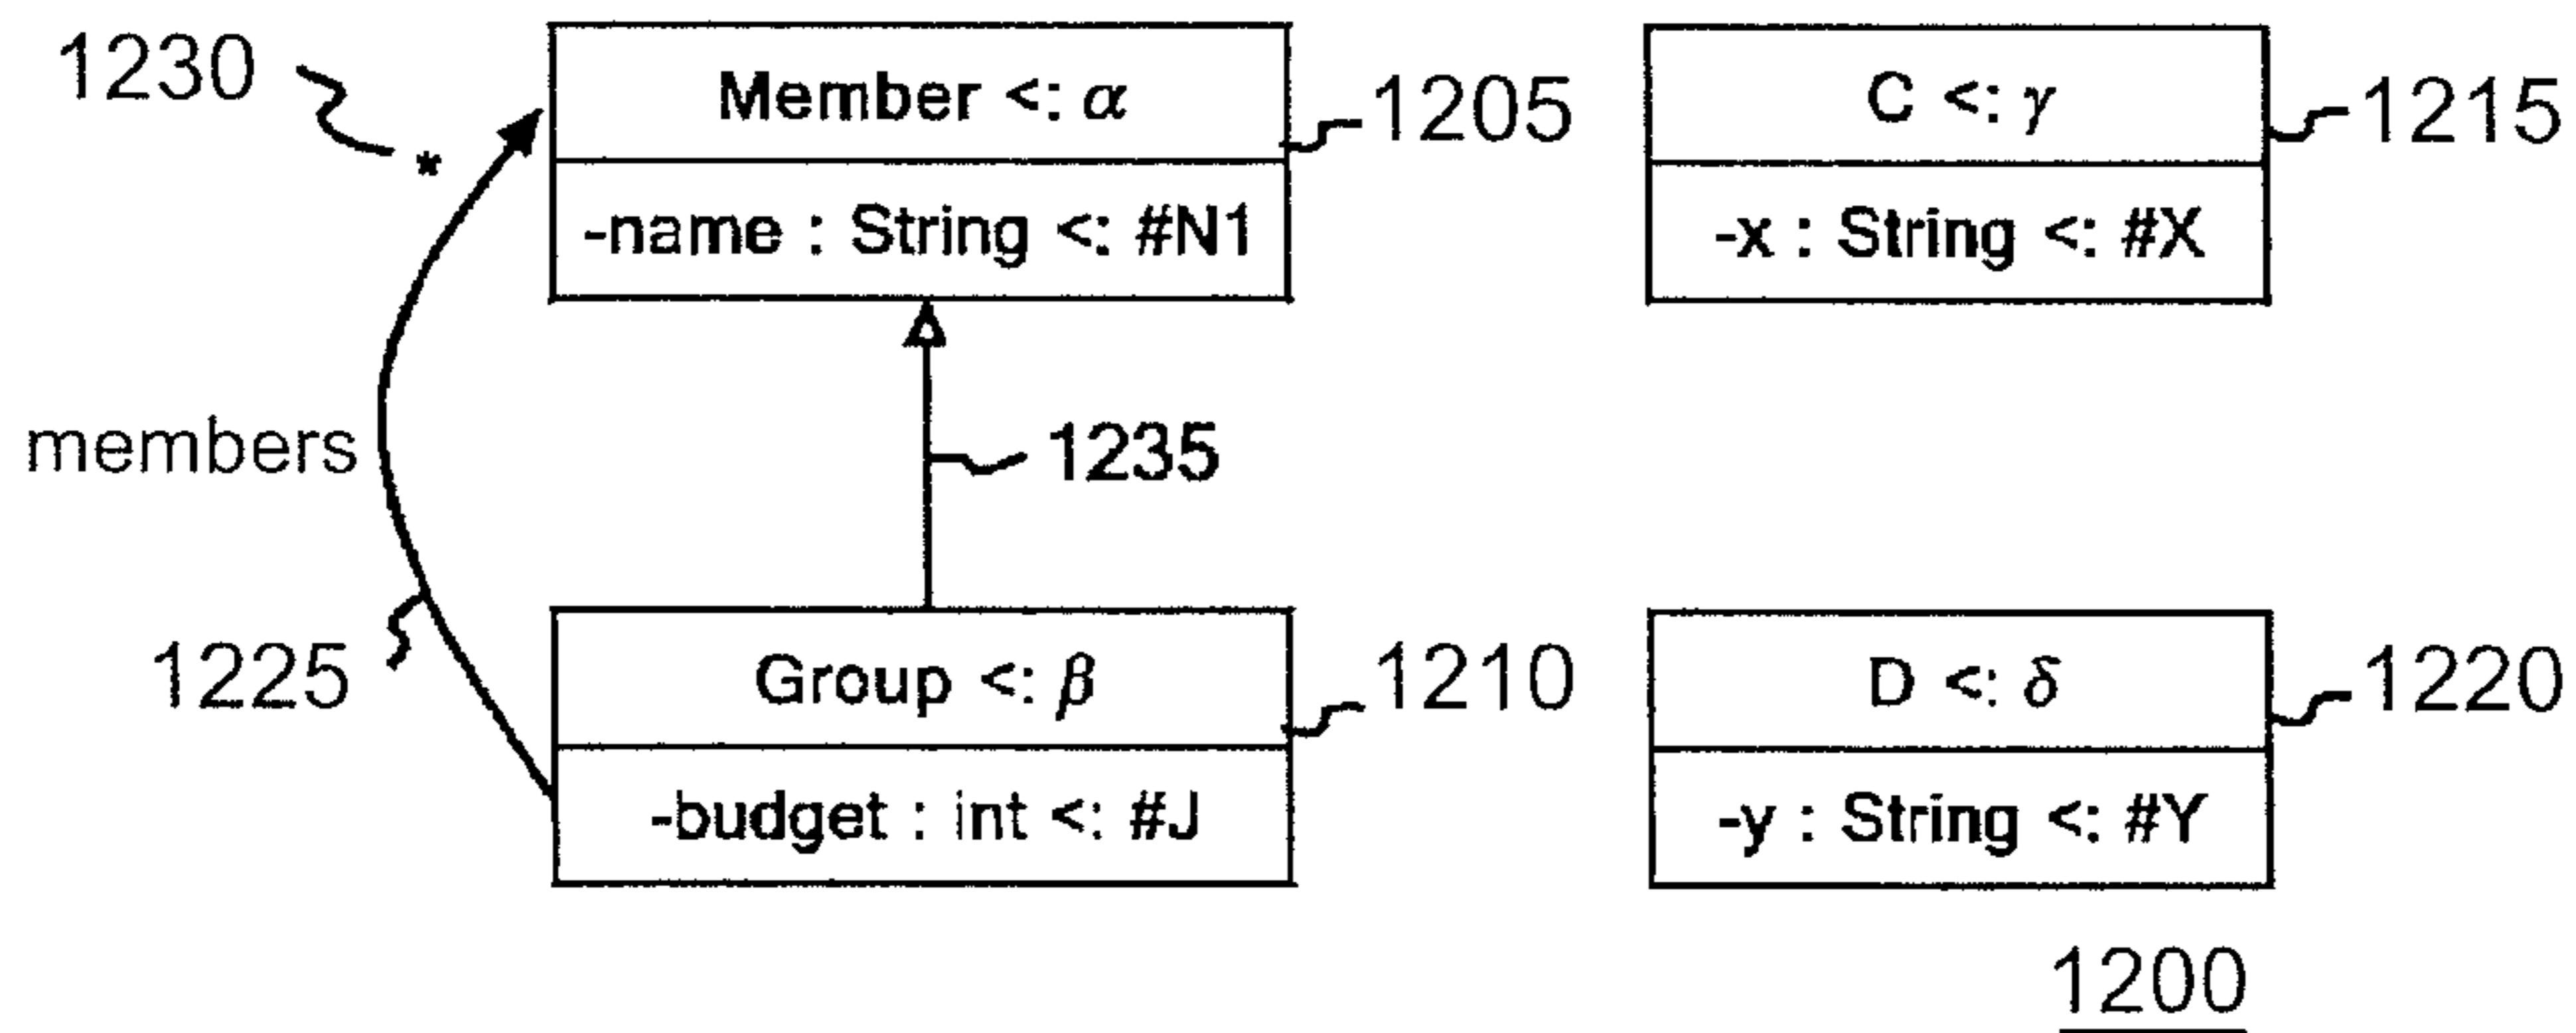 1230
*
Member <: α
1205
-name : String <: #N1
C <: γ
1215
-x : String <: #X
members
1235
1225
Group <: β
1210
-budget : int <: #J
D <: δ
1220
-y : String <: #Y
1200